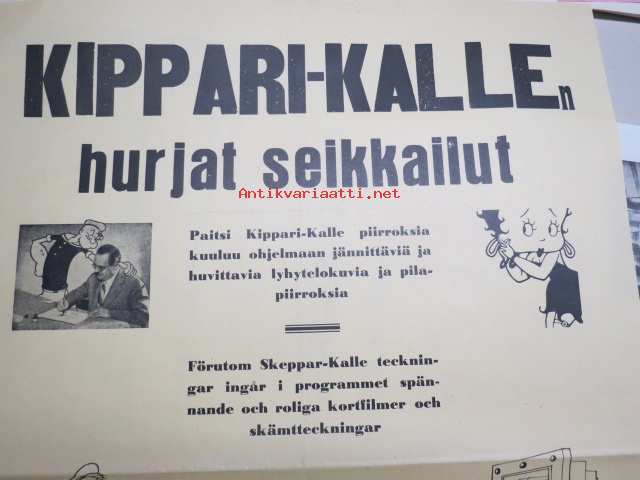 KIPPARI-KALLEn
hurjat seikkailut
Antikvariaatti.net
Paitsi Kippari-Kalle piirroksia
kuuluu ohjelmaan jännittäviä ja
huvittavia lyhytelokuvia ja pila-
piirroksia
Förutom Skeppar-Kalle tecknin-
gar ingår i programmet spän-
nande och roliga kortfilmer och
skämtteckningar